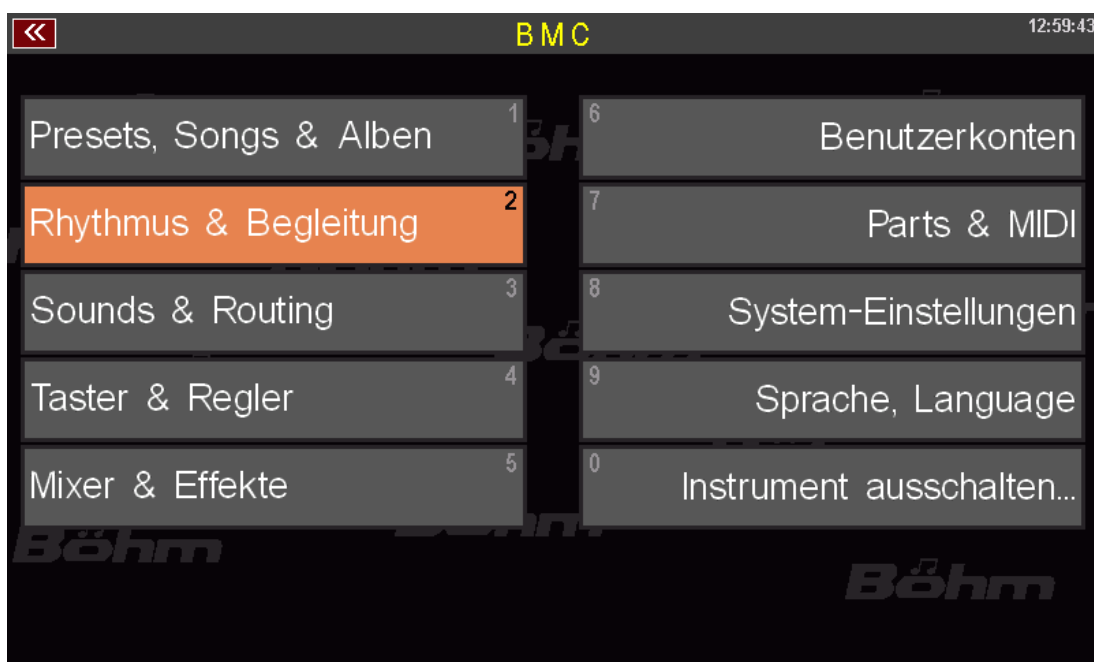 BMC
12:59:43
Presets, Songs & Alben 1
Rhythmus & Begleitung 2
Sounds & Routing 3
Taster & Regler 4
Mixer & Effekte 5
6 Benutzerkonten
7 Parts & MIDI
8 System-Einstellungen
9 Sprache, Language
0 Instrument ausschalten...
Böhm
Böhm